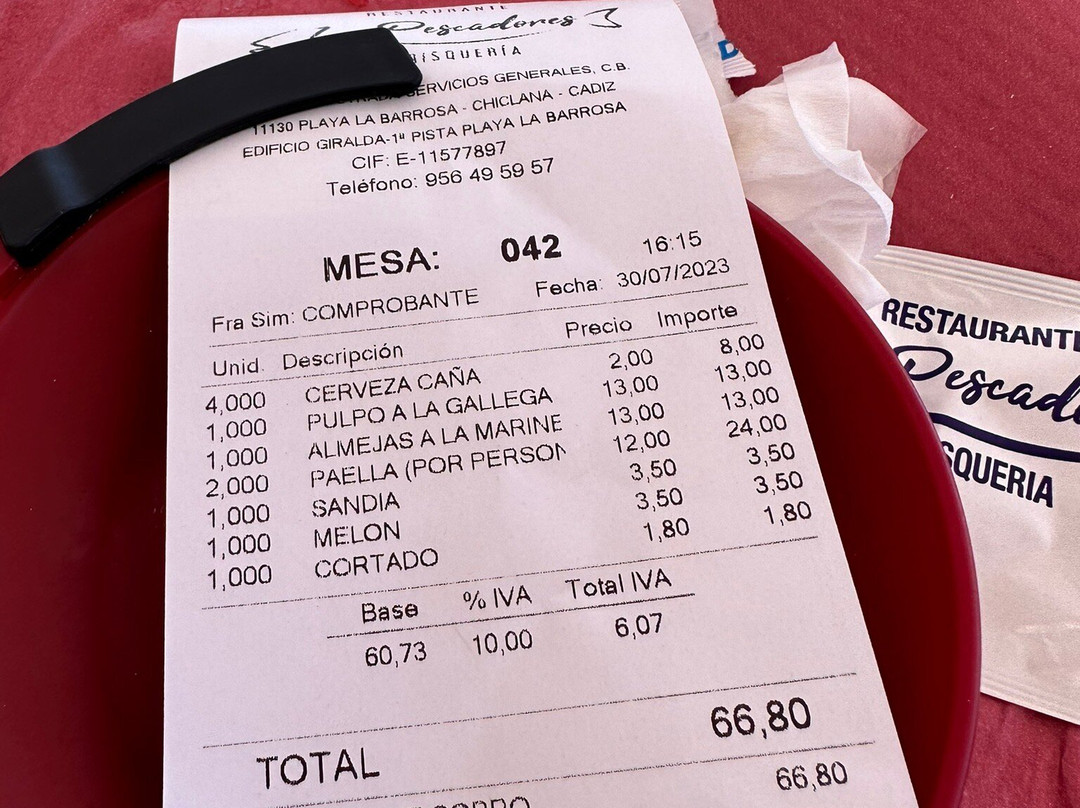 RESTAURANTE
Pescadores
SERVICIOS GENERALES, C.B.
11130 PLAYA LA BARROSA - CHICLANA - CADIZ
EDIFICIO GIRALDA-1ª PISTA PLAYA LA BARROSA
CIF: E-11577897
Teléfono: 956 49 59 57
MESA: 042 16:15
Fra Sim: COMPROBANTE Fecha: 30/07/2023
Unid. Descripción Precio Importe
4,000 CERVEZA CAÑA 2,00 8,00
1,000 PULPO A LA GALLEGA 13,00 13,00
1,000 ALMEJAS A LA MARINE 13,00 13,00
2,000 PAELLA (POR PERSON 12,00 24,00
1,000 SANDIA 3,50 3,50
1,000 MELON 3,50 3,50
1,000 CORTADO 1,80 1,80
Base % IVA Total IVA
60,73 10,00 6,07
TOTAL 66,80
66,80
RESTAURANTE
Pescad
SQUERIA